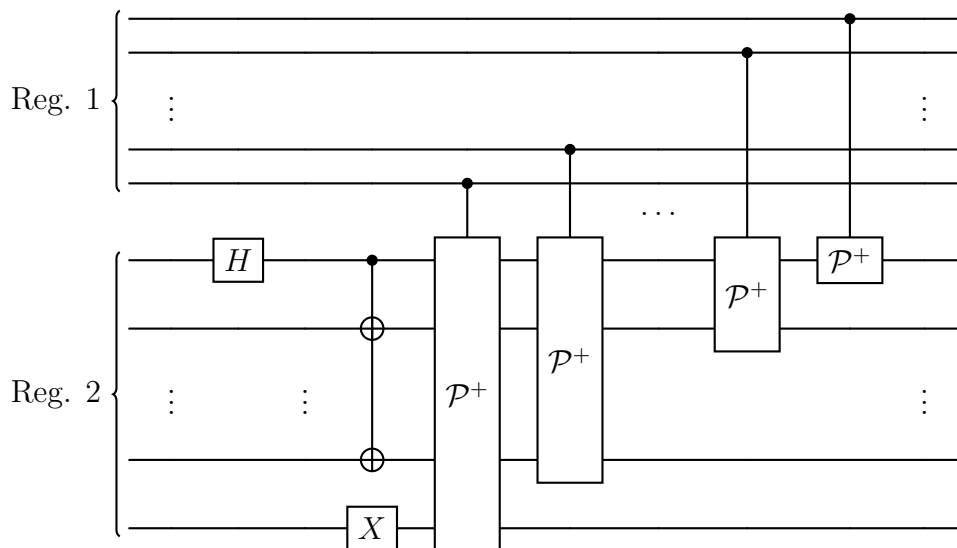 Reg. 1
⋮ ⋮
. . .
H
𝒫⁺ 𝒫⁺ 𝒫⁺ 𝒫⁺
Reg. 2
⋮ ⋮ ⋮
X